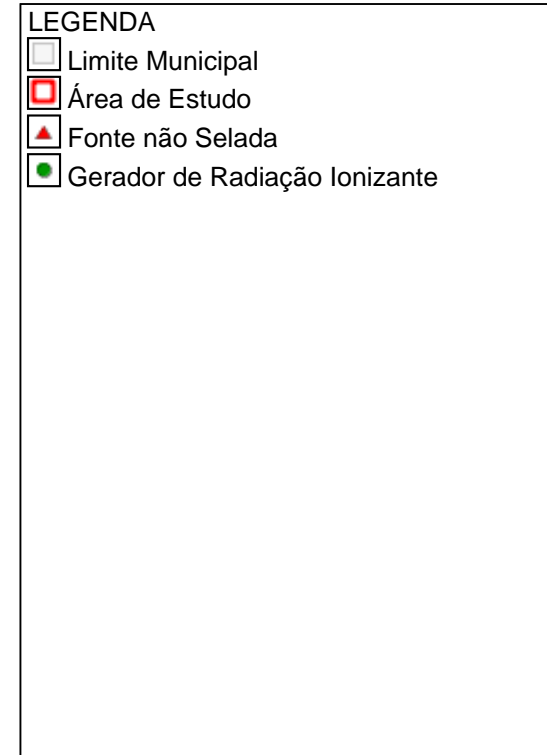 LEGENDA
Limite Municipal
Área de Estudo
Fonte não Selada
Gerador de Radiação Ionizante